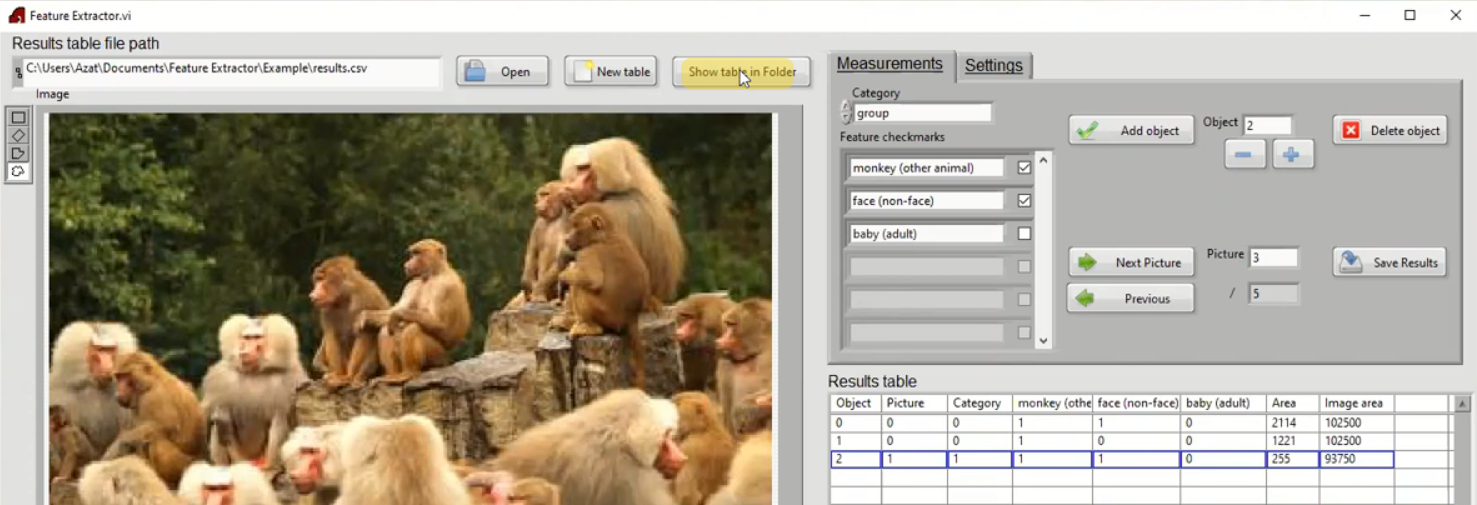 Feature Extractor.vi
Results table file path
C:\Users\Azat\Documents\Feature Extractor\Example\results.csv
Open
New table
Show table in Folder
Image
Measurements
Settings
Category
group
Feature checkmarks
monkey (other animal)
face (non-face)
baby (adult)
Add object
Object 2
Delete object
Next Picture
Picture 3
Save Results
Previous
/ 5
Results table
Object Picture Category monkey (othe face (non-face) baby (adult) Area Image area
0 0 0 1 1 0 2114 102500
1 0 0 1 0 0 1221 102500
2 1 1 1 1 0 255 93750